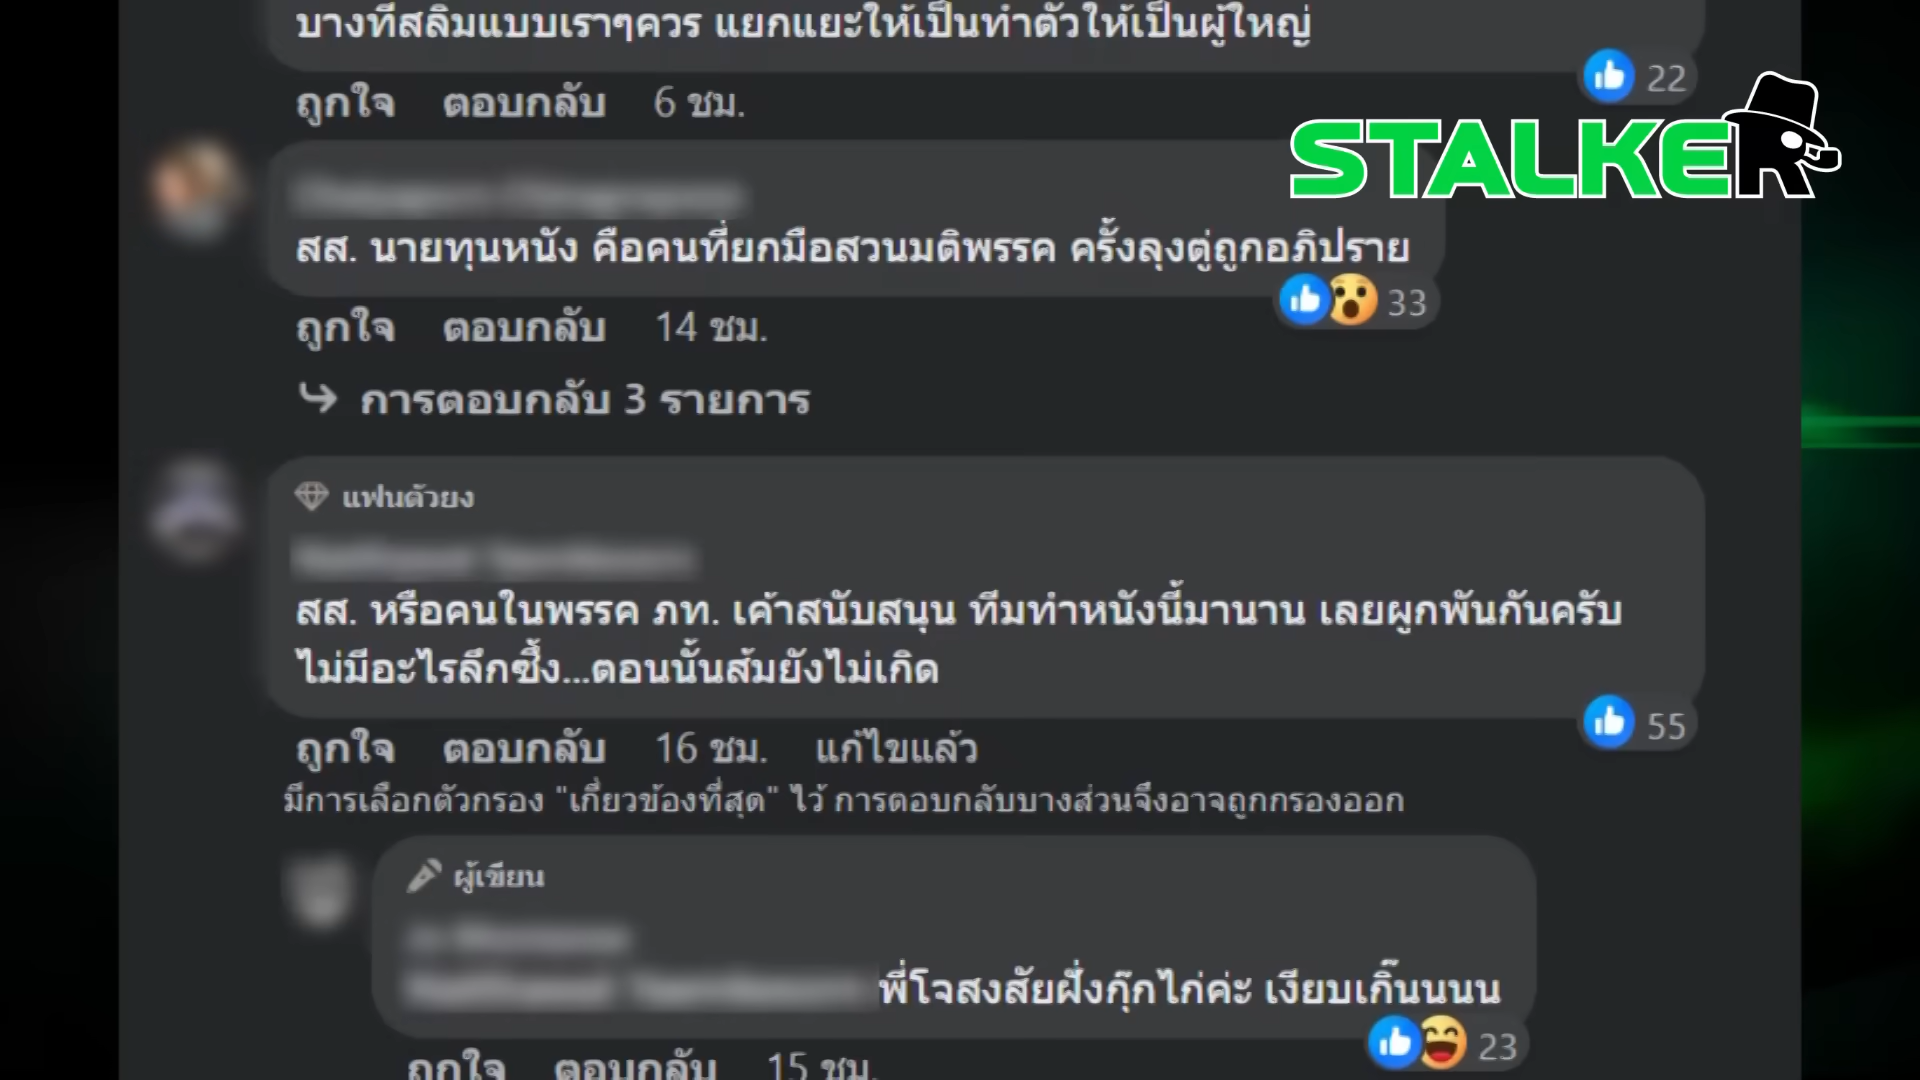 บางทีสลิ่มแบบเราๆควร แยกแยะให้เป็นทำตัวให้เป็นผู้ใหญ่
22
ถูกใจ ตอบกลับ 6 ชม.
STALKER
สส. นายทุนหนัง คือคนที่ยกมือสวนมติพรรค ครั้งลุงตู่ถูกอภิปราย
33
ถูกใจ ตอบกลับ 14 ชม.
การตอบกลับ 3 รายการ
แฟนตัวยง
สส. หรือคนในพรรค ภท. เค้าสนับสนุน ทีมทำหนังนี้มานาน เลยผูกพันกันครับ
ไม่มีอะไรลึกซึ้ง...ตอนนั้นส้มยังไม่เกิด
55
ถูกใจ ตอบกลับ 16 ชม. แก้ไขแล้ว
มีการเลือกตัวกรอง "เกี่ยวข้องที่สุด" ไว้ การตอบกลับบางส่วนจึงอาจถูกกรองออก
ผู้เขียน
พี่โจสงสัยฝั่งกุ๊กไก่ค่ะ เงียบเกิ๊นนนน
23
ถูกใจ ตอบกลับ 15 ชม.